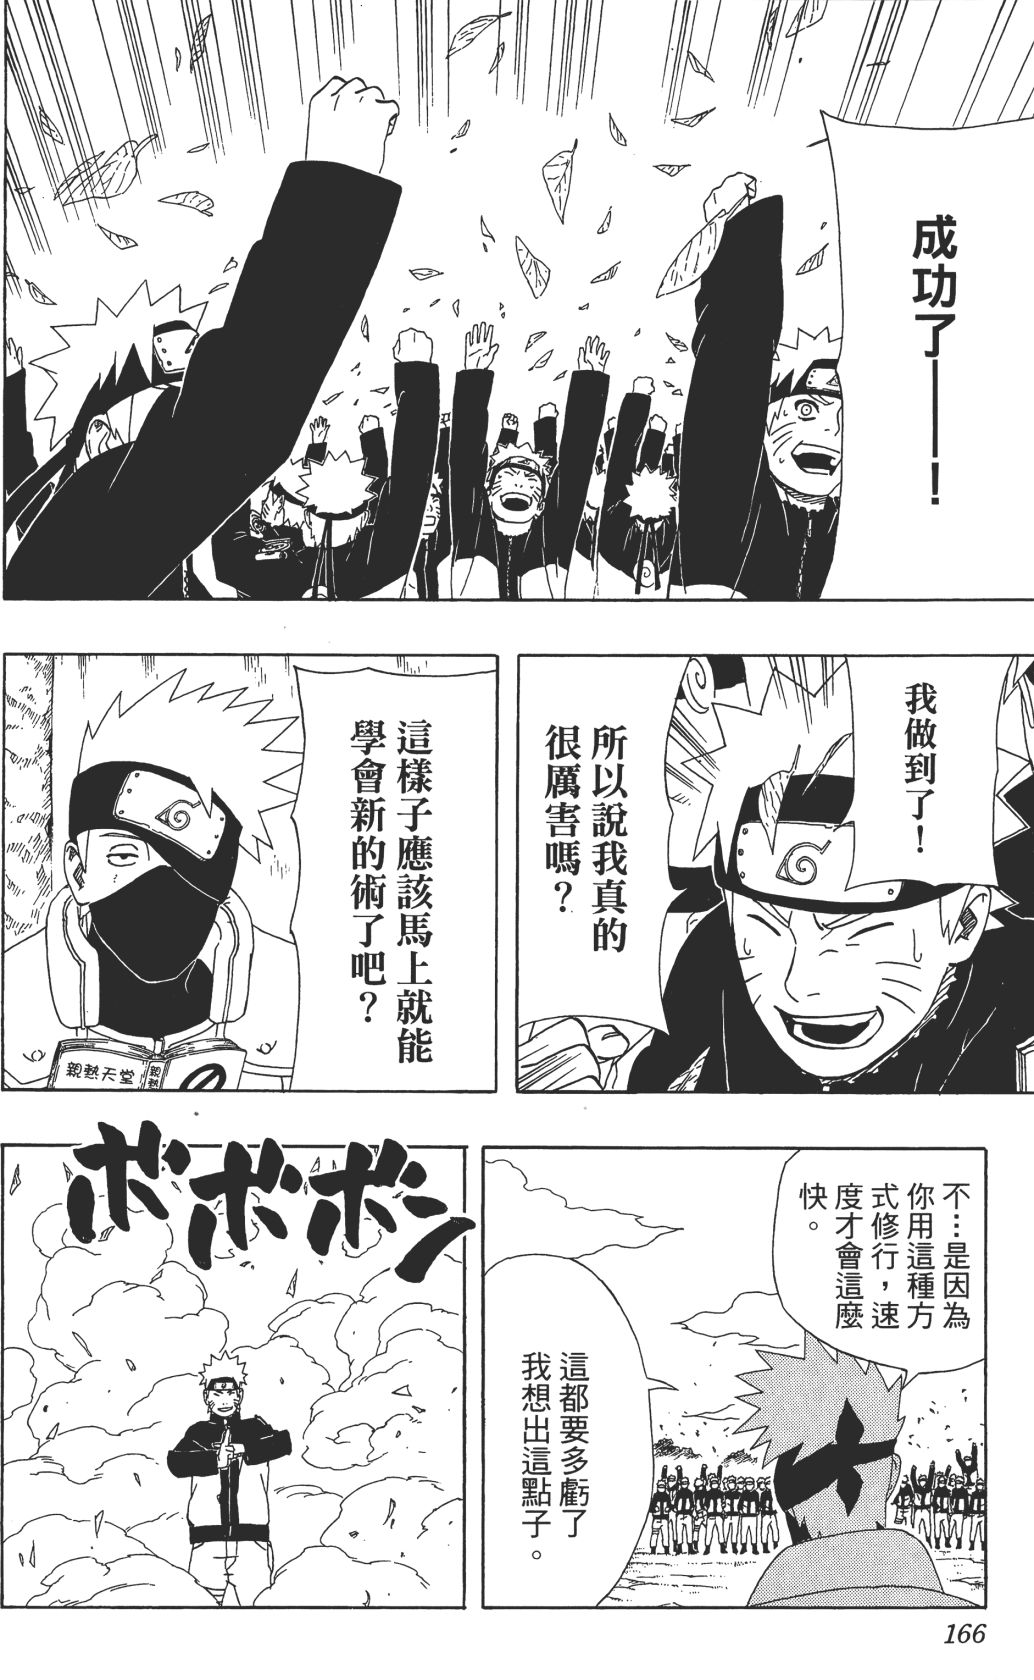 成功了——！
我做到了！
所以說我真的
很厲害嗎？
這樣子應該馬上就能
學會新的術了吧？
親熱天堂
親熱
不…是因為
你用這種方
式修行，速
度才會這麼
快。
這都要多虧了
我想出這點子。
ボボボン
166